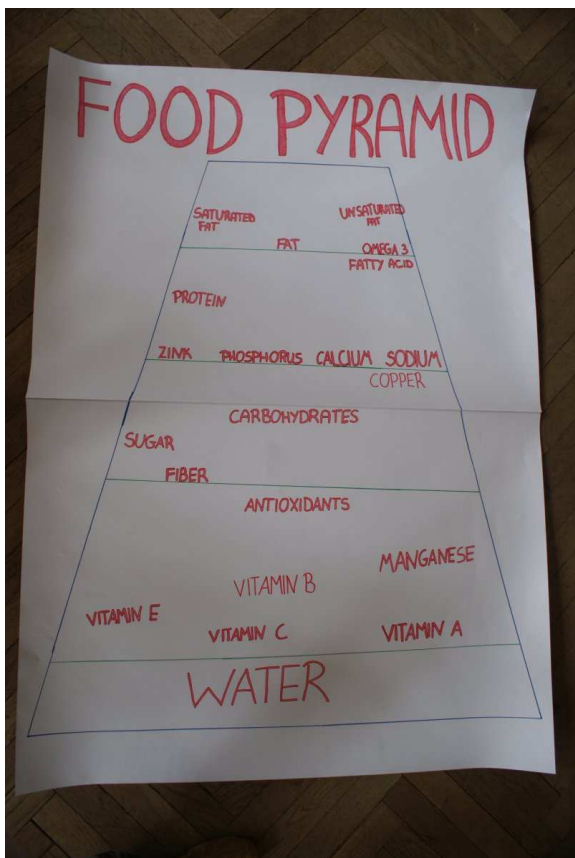 FOOD PYRAMID
SATURATED FAT
UNSATURATED FAT
FAT
OMEGA 3 FATTY ACID
PROTEIN
ZINK PHOSPHORUS CALCIUM SODIUM
COPPER
CARBOHYDRATES
SUGAR
FIBER
ANTIOXIDANTS
MANGANESE
VITAMIN B
VITAMIN E
VITAMIN C
VITAMIN A
WATER